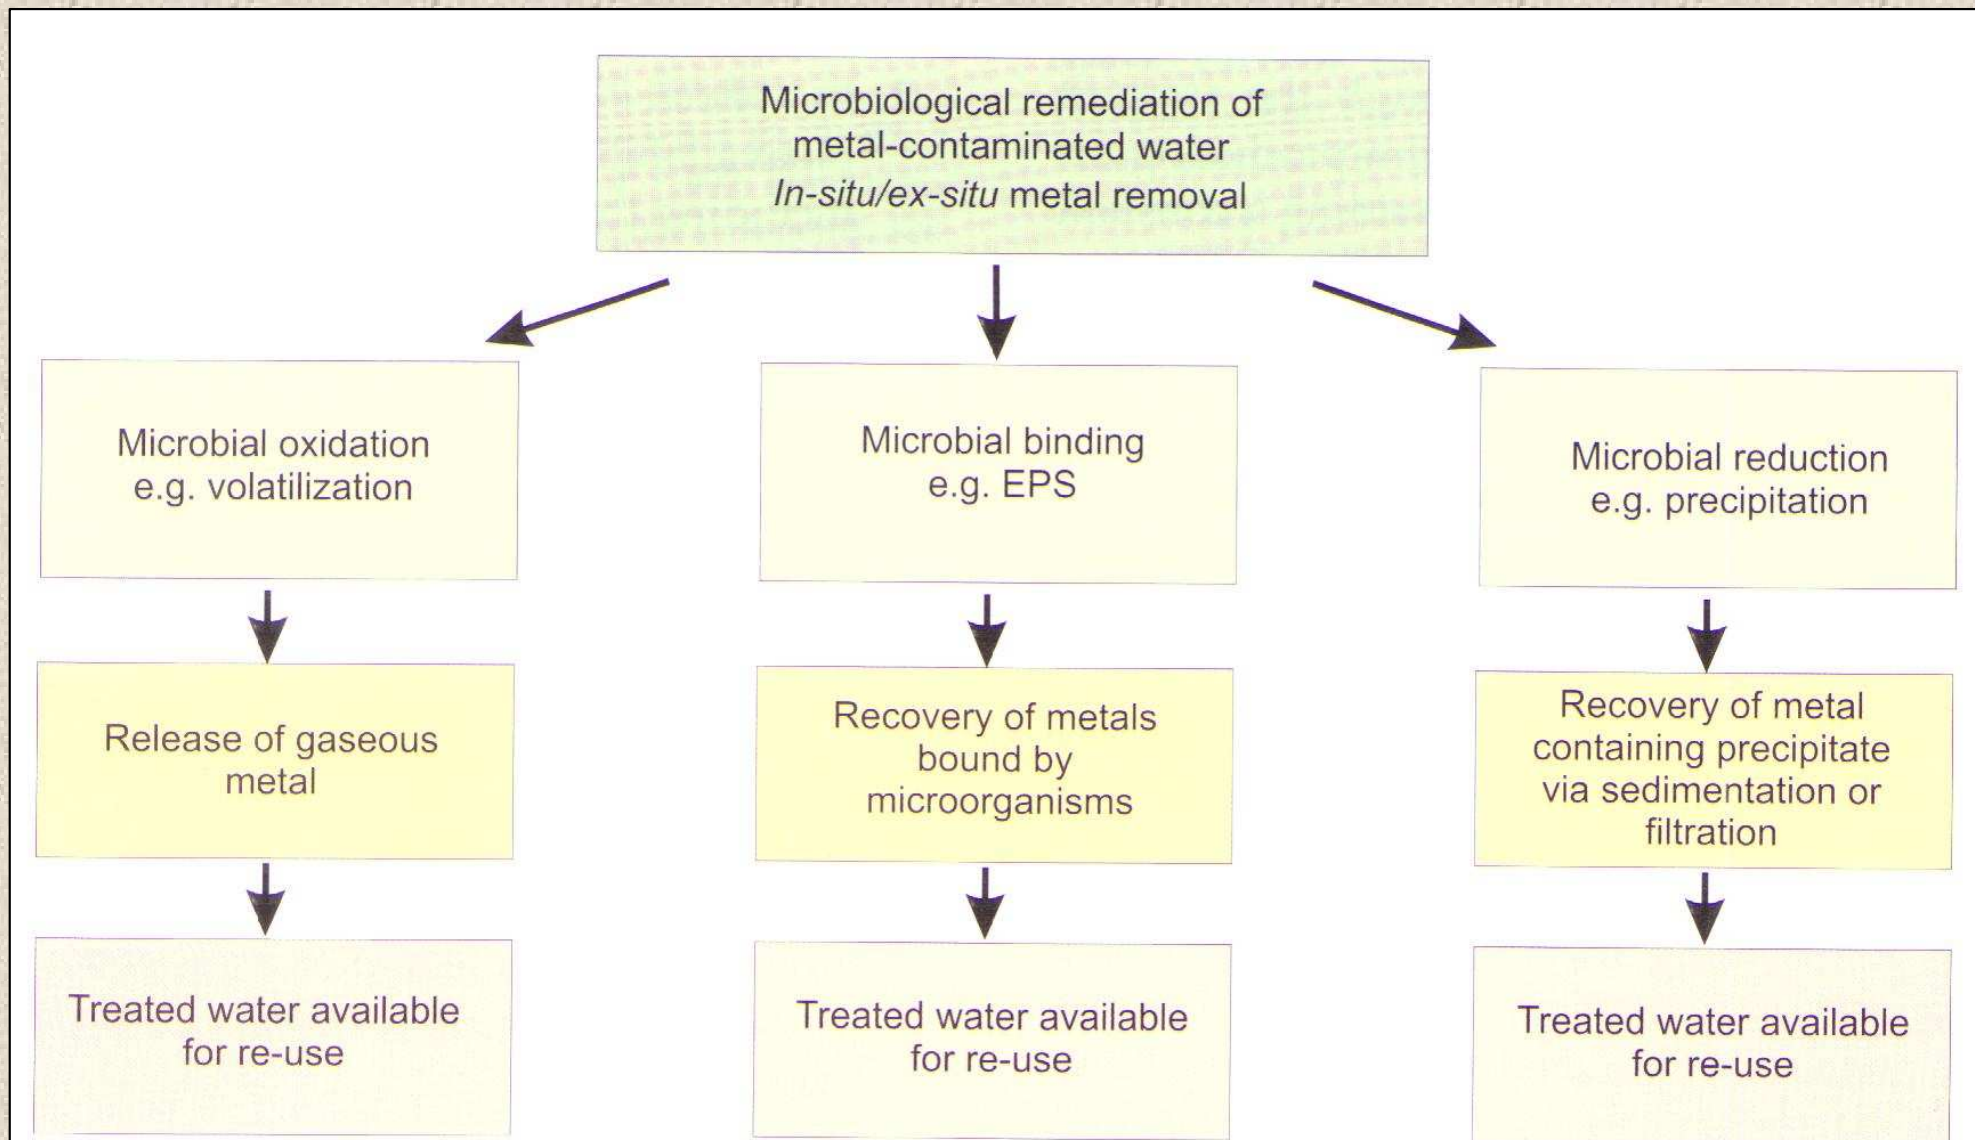 Microbiological remediation of
metal-contaminated water
In-situ/ex-situ metal removal
Microbial oxidation
e.g. volatilization
Microbial binding
e.g. EPS
Microbial reduction
e.g. precipitation
Release of gaseous
metal
Recovery of metals
bound by
microorganisms
Recovery of metal
containing precipitate
via sedimentation or
filtration
Treated water available
for re-use
Treated water available
for re-use
Treated water available
for re-use